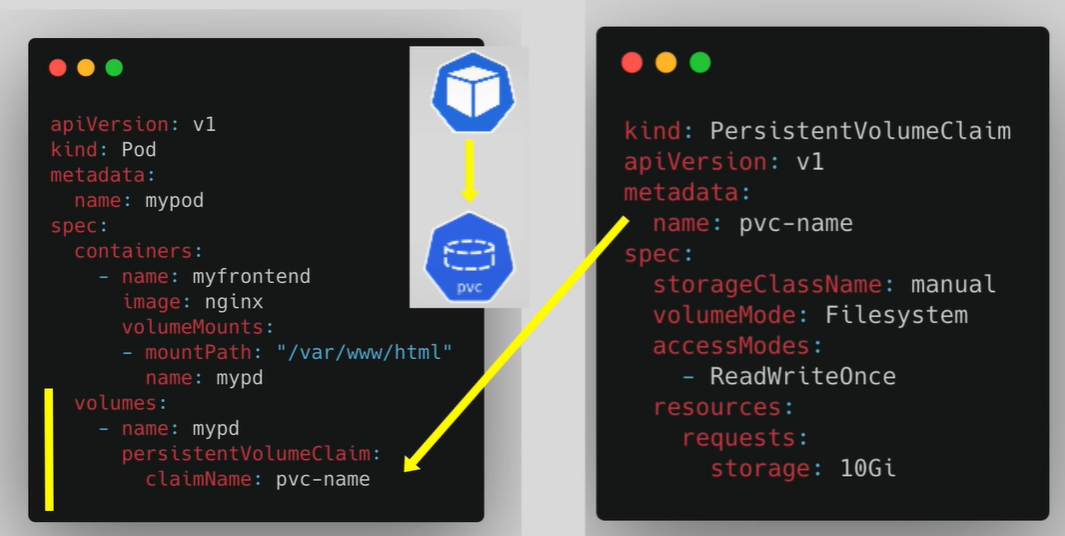 apiVersion: v1
kind: Pod
metadata:
  name: mypod
spec:
  containers:
    - name: myfrontend
      image: nginx
      volumeMounts:
      - mountPath: "/var/www/html"
        name: mypd
  volumes:
    - name: mypd
      persistentVolumeClaim:
        claimName: pvc-name
pvc
kind: PersistentVolumeClaim
apiVersion: v1
metadata:
  name: pvc-name
spec:
  storageClassName: manual
  volumeMode: Filesystem
  accessModes:
    - ReadWriteOnce
  resources:
    requests:
      storage: 10Gi